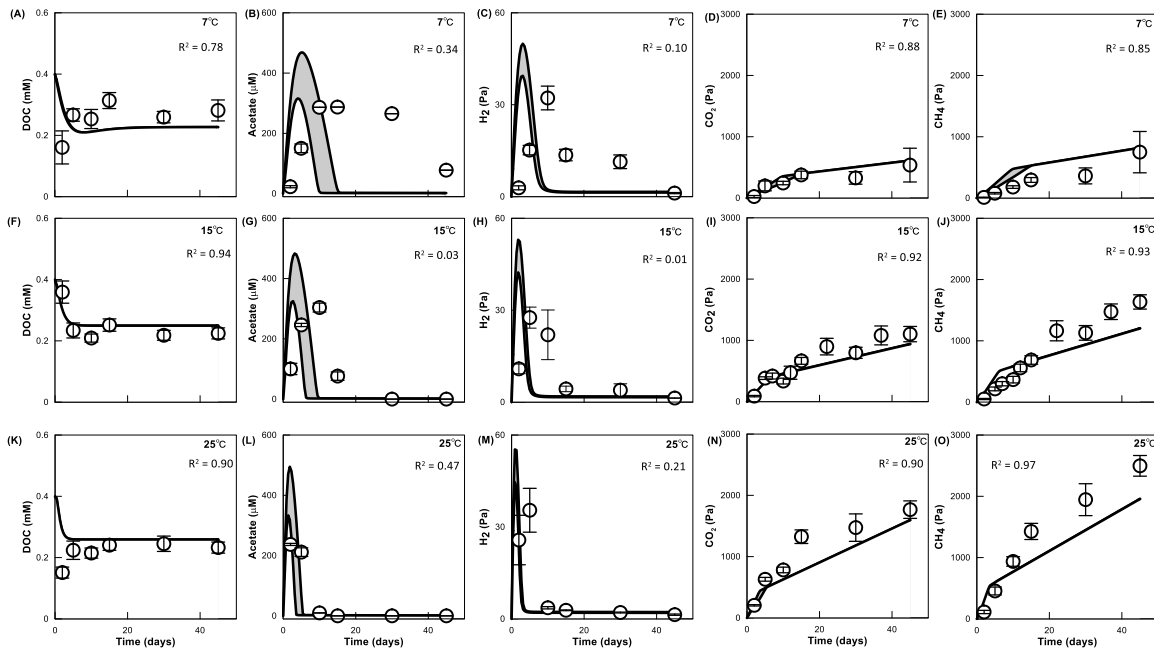 (A) 7°C
R² = 0.78
DOC (mM)
0.6
0.4
0.2
0
(B) 7°C
R² = 0.34
Acetate (µM)
600
400
200
0
(C) 7°C
R² = 0.10
H₂ (Pa)
60
30
0
(D) 7°C
R² = 0.88
CO₂ (Pa)
3000
2000
1000
0
(E) 7°C
R² = 0.85
CH₄ (Pa)
3000
2000
1000
0
(F) 15°C
R² = 0.94
DOC (mM)
0.6
0.4
0.2
0
(G) 15°C
R² = 0.03
Acetate (µM)
600
400
200
0
(H) 15°C
R² = 0.01
H₂ (Pa)
60
30
0
(I) 15°C
R² = 0.92
CO₂ (Pa)
3000
2000
1000
0
(J) 15°C
R² = 0.93
CH₄ (Pa)
3000
2000
1000
0
(K) 25°C
R² = 0.90
DOC (mM)
0.6
0.4
0.2
0
0 20 40
Time (days)
(L) 25°C
R² = 0.47
Acetate (µM)
600
400
200
0
0 20 40
Time (days)
(M) 25°C
R² = 0.21
H₂ (Pa)
60
30
0
0 20 40
Time (days)
(N) 25°C
R² = 0.90
CO₂ (Pa)
3000
2000
1000
0
0 20 40
Time (days)
(O) 25°C
R² = 0.97
CH₄ (Pa)
3000
2000
1000
0
0 20 40
Time (days)